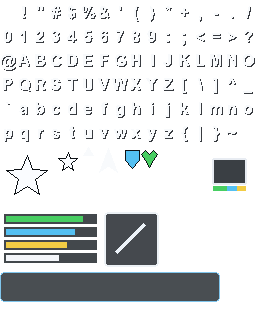 ! " # $ % & ' ( ) * + , - . /
0 1 2 3 4 5 6 7 8 9 : ; < = > ?
@ A B C D E F G H I J K L M N O
P Q R S T U V W X Y Z [ \ ] ^ _
` a b c d e f g h i j k l m n o
p q r s t u v w x y z { | } ~